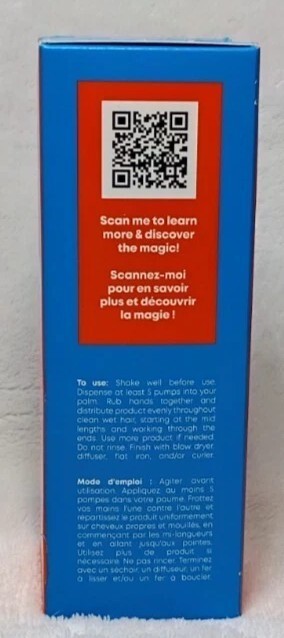 Scan me to learn
more & discover
the magic!
Scannez-moi
pour en savoir
plus et découvrir
la magie !
To use: Shake well before use.
Dispense at least 5 pumps into your
palm. Rub hands together and
distribute product evenly throughout
clean wet hair, starting at the mid
lengths and working through the
ends. Use more product if needed.
Do not rinse. Finish with blow dryer,
diffuser, flat iron, and/or curler.
Mode d'emploi : Agiter avant
utilisation. Appliquez au moins 5
pompes dans votre paume. Frottez
vos mains l'une contre l'autre et
répartissez le produit uniformément
sur cheveux propres et mouillés, en
commençant par les mi-longueurs
et en allant jusqu'aux pointes.
Utilisez plus de produit si
nécessaire. Ne pas rincer. Terminez
avec un séchoir, un diffuseur, un fer
à lisser et/ou un fer à boucler.